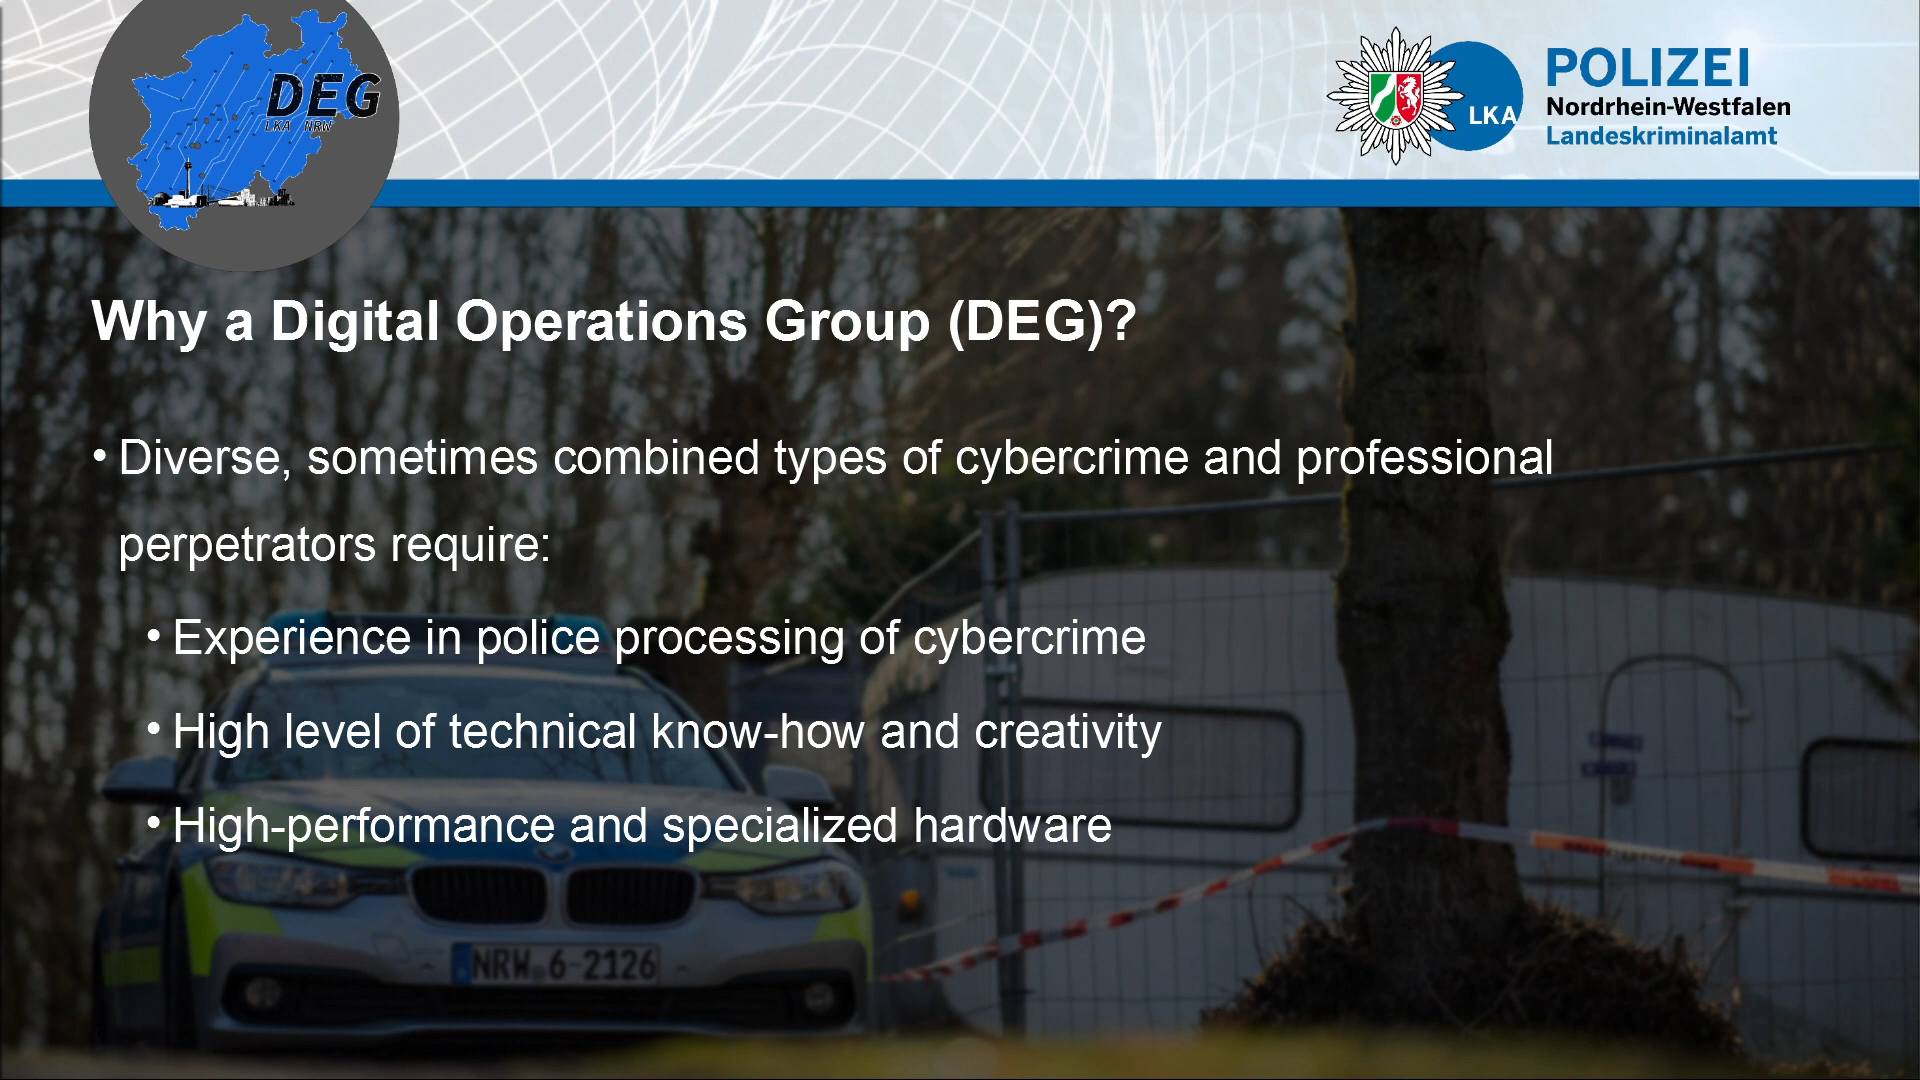 DEG
LKA NRW
LKA
POLIZEI
Nordrhein-Westfalen
Landeskriminalamt
Why a Digital Operations Group (DEG)?
• Diverse, sometimes combined types of cybercrime and professional
perpetrators require:
• Experience in police processing of cybercrime
• High level of technical know-how and creativity
• High-performance and specialized hardware
NRW 6-2126